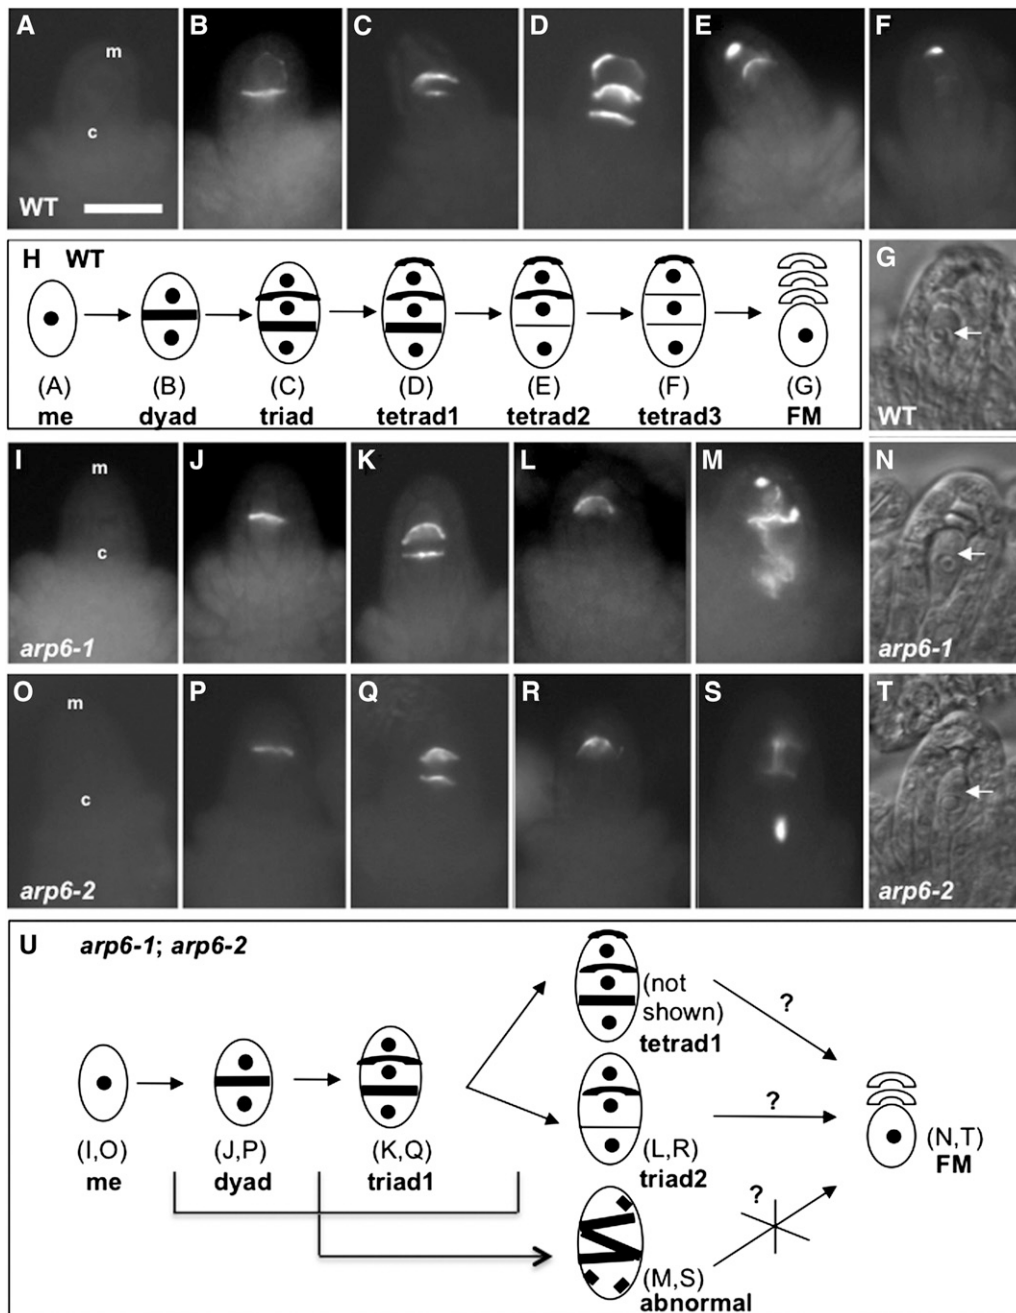 A B C D E F
m
c
WT
H WT G
(A) (B) (C) (D) (E) (F) (G)
me dyad triad tetrad1 tetrad2 tetrad3 FM WT
I J K L M N
m
c
arp6-1 arp6-1
O P Q R S T
m
c
arp6-2 arp6-2
U arp6-1; arp6-2
(not
shown)
tetrad1
?
?
(I,O) (J,P) (K,Q) (L,R) (N,T)
me dyad triad1 triad2 FM
?
(M,S)
abnormal